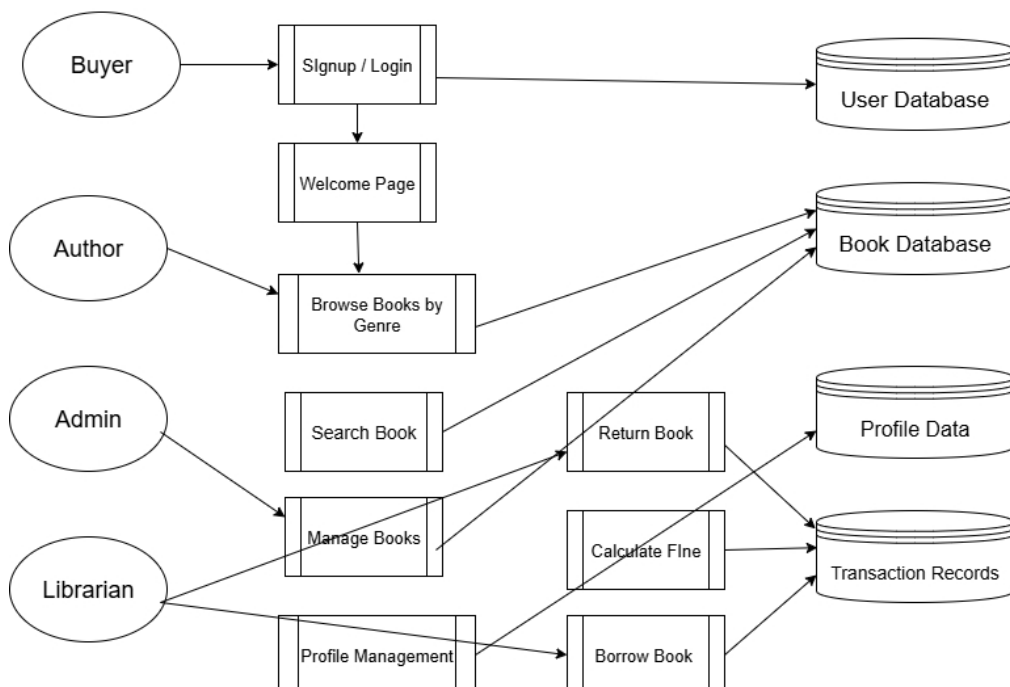 Buyer
SIgnup / Login
User Database
Welcome Page
Author
Book Database
Browse Books by
Genre
Admin
Search Book
Return Book
Profile Data
Manage Books
Calculate FIne
Librarian
Transaction Records
Profile Management
Borrow Book